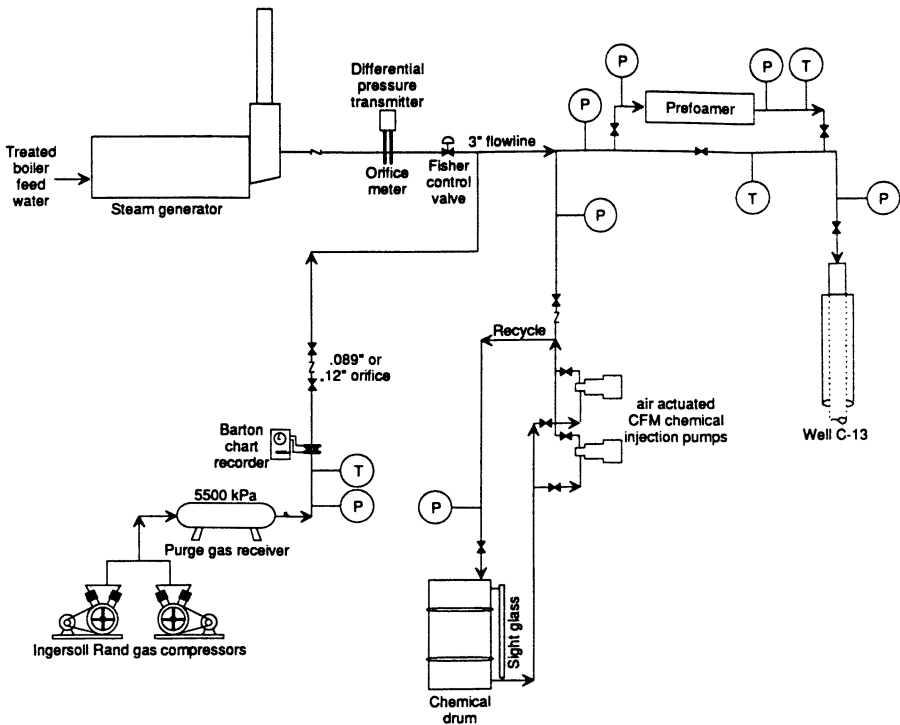 Differential
pressure
transmitter
P
P
T
P
Prefoamer
3" flowline
Treated
boiler
feed
water
Orifice
meter
Fisher
control
valve
Steam generator
T
P
P
Recycle
.089" or
.12" orifice
air actuated
CFM chemical
injection pumps
Well C-13
Barton
chart
recorder
T
5500 kPa
P
P
Purge gas receiver
Sight glass
Ingersoll Rand gas compressors
Chemical
drum